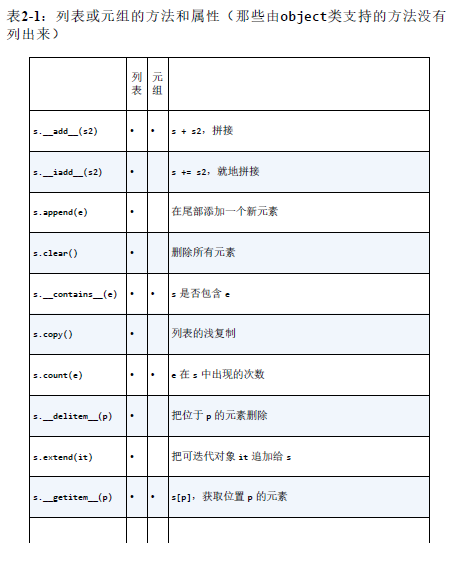 表2-1：列表或元组的方法和属性（那些由object类支持的方法没有
列出来）
列表 元组
s.__add__(s2) • • s + s2，拼接
s.__iadd__(s2) • s += s2，就地拼接
s.append(e) • 在尾部添加一个新元素
s.clear() • 删除所有元素
s.__contains__(e) • • s 是否包含 e
s.copy() • 列表的浅复制
s.count(e) • • e 在 s 中出现的次数
s.__delitem__(p) • 把位于 p 的元素删除
s.extend(it) • 把可迭代对象 it 追加给 s
s.__getitem__(p) • • s[p]，获取位置 p 的元素